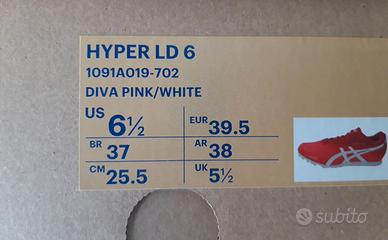 HYPER LD 6
1091A019-702
DIVA PINK/WHITE
US 6½ EUR 39.5
BR 37 AR 38
CM 25.5 UK 5½
subito